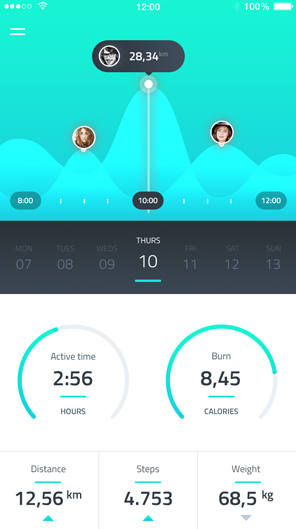 12:00
100%
28,34 km
8:00
10:00
12:00
MON TUES WEDS THURS FRI SAT SUN
07 08 09 10 11 12 13
Active time
2:56
HOURS
Burn
8,45
CALORIES
Distance Steps Weight
12,56 km 4.753 68,5 kg